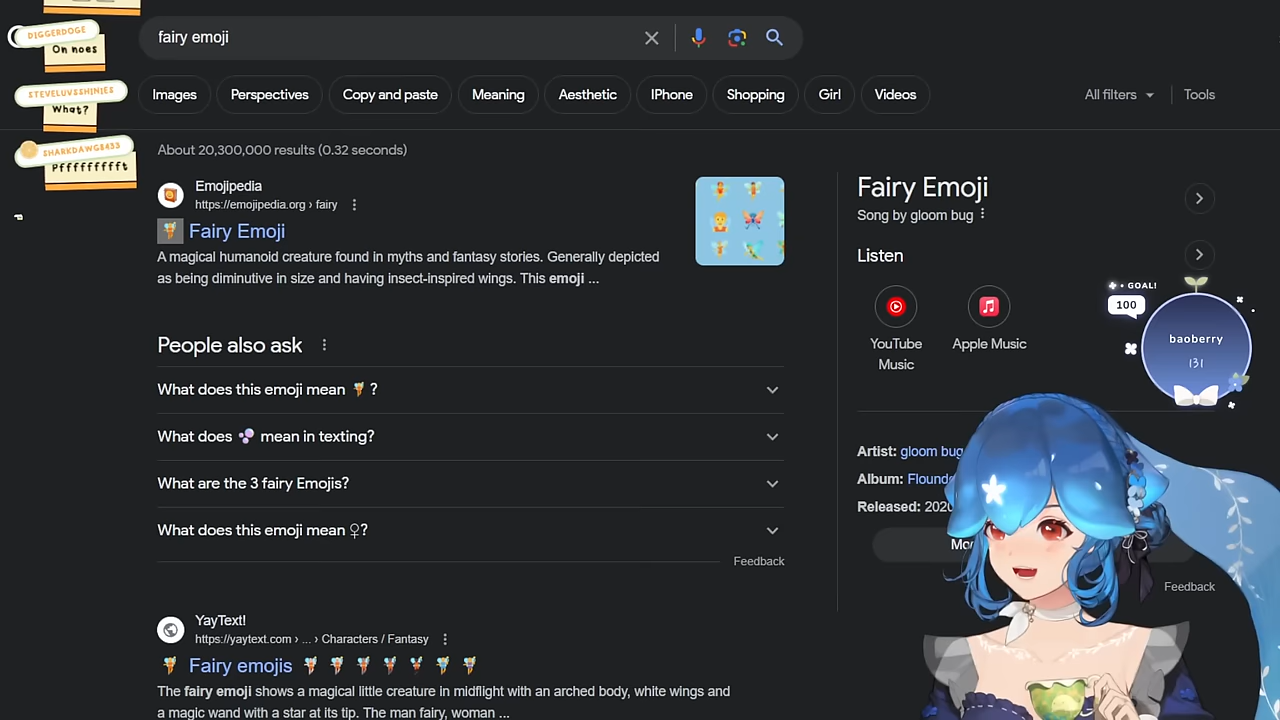 DIGGERDOGE
On noes
STEVELUVSSHINIES
What?
SHARKDAWG8433
Pfffffffffft
fairy emoji
Images
Perspectives
Copy and paste
Meaning
Aesthetic
IPhone
Shopping
Girl
Videos
All filters
Tools
About 20,300,000 results (0.32 seconds)
Emojipedia
https://emojipedia.org › fairy
Fairy Emoji
A magical humanoid creature found in myths and fantasy stories. Generally depicted
as being diminutive in size and having insect-inspired wings. This emoji ...
People also ask
What does this emoji mean 🧚 ?
What does 🫧 mean in texting?
What are the 3 fairy Emojis?
What does this emoji mean ♀?
Feedback
YayText!
https://yaytext.com › ... › Characters / Fantasy
Fairy emojis
The fairy emoji shows a magical little creature in midflight with an arched body, white wings and
a magic wand with a star at its tip. The man fairy, woman ...
Fairy Emoji
Song by gloom bug
Listen
YouTube
Music
Apple Music
GOAL!
100
baoberry
131
Artist: gloom bug
Album:
Released: 2020
Feedback